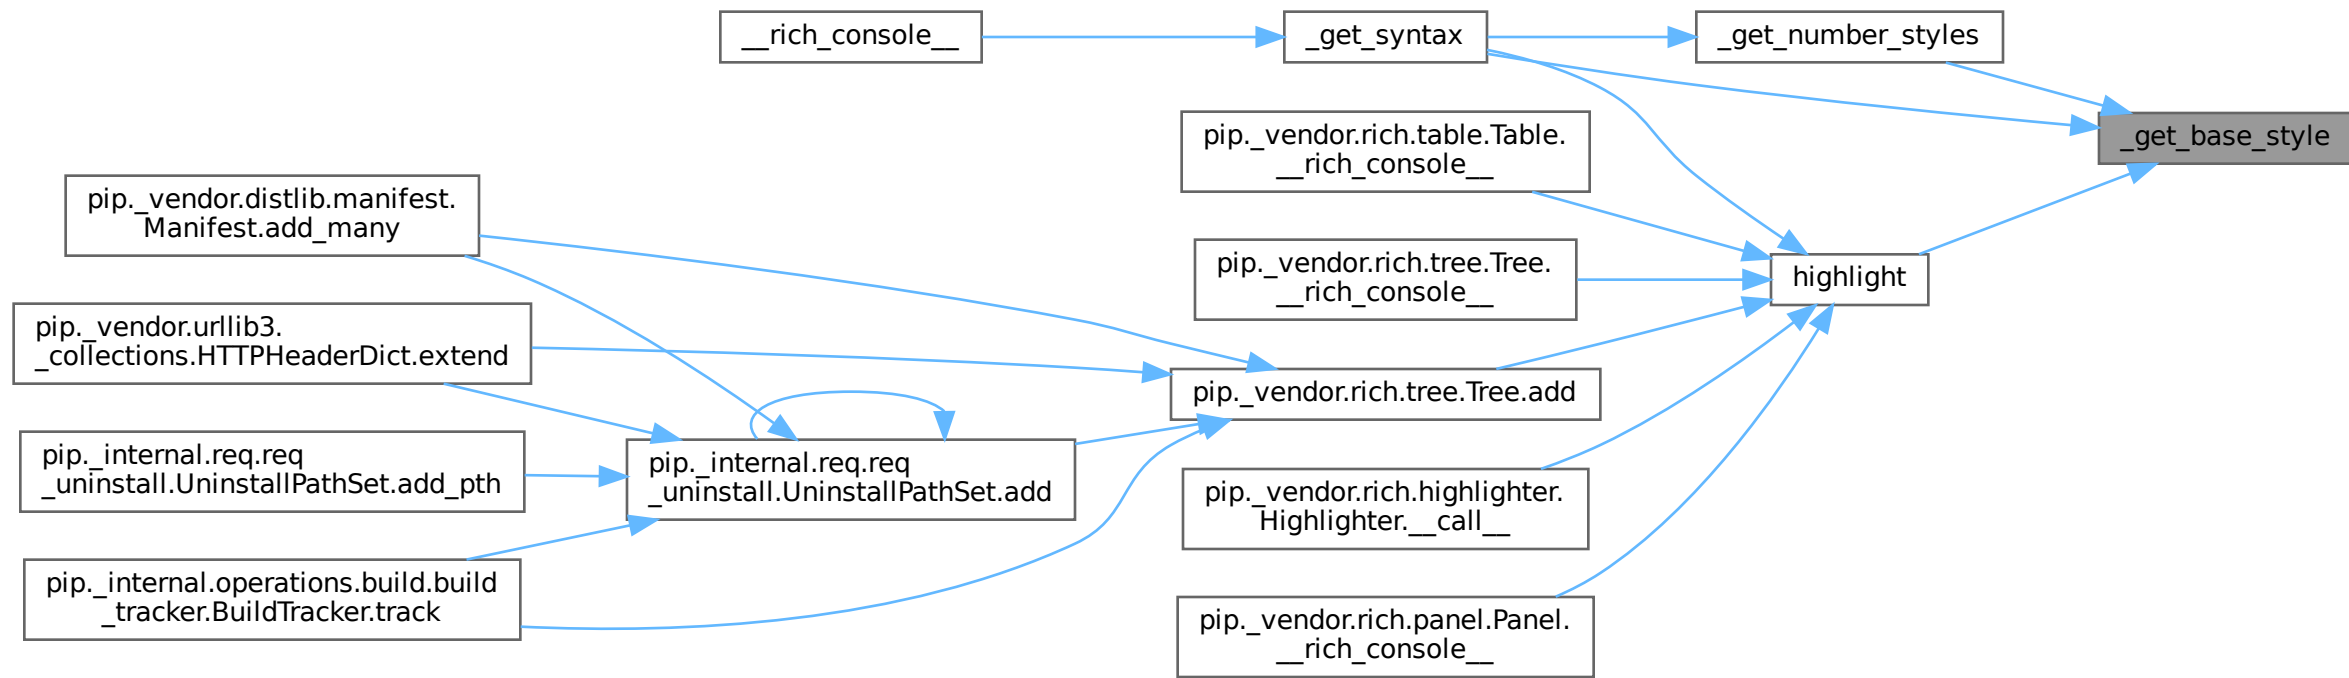 __rich_console__
_get_syntax
_get_number_styles
_get_base_style
pip._vendor.rich.table.Table.
__rich_console__
pip._vendor.distlib.manifest.
Manifest.add_many
pip._vendor.rich.tree.Tree.
__rich_console__
highlight
pip._vendor.urllib3.
_collections.HTTPHeaderDict.extend
pip._vendor.rich.tree.Tree.add
pip._internal.req.req
_uninstall.UninstallPathSet.add_pth
pip._internal.req.req
_uninstall.UninstallPathSet.add
pip._vendor.rich.highlighter.
Highlighter.__call__
pip._internal.operations.build.build
_tracker.BuildTracker.track
pip._vendor.rich.panel.Panel.
__rich_console__